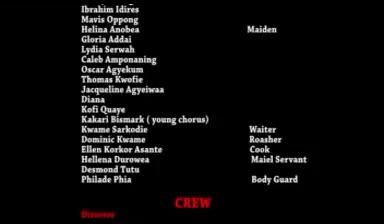 Ibrahim Idires
Mavis Oppong
Helina Anobea Maiden
Gloria Addai
Lydia Serwah
Caleb Amponaning
Oscar Agyekum
Thomas Kwofie
Jacqueline Agyeiwaa
Diana
Kofi Quaye
Kakari Bismark ( young chorus)
Kwame Sarkodie Waiter
Dominic Kwame Roasher
Ellen Korkor Asante Cook
Hellena Durowea Maiel Servant
Desmond Tutu
Philade Phia Body Guard
CREW